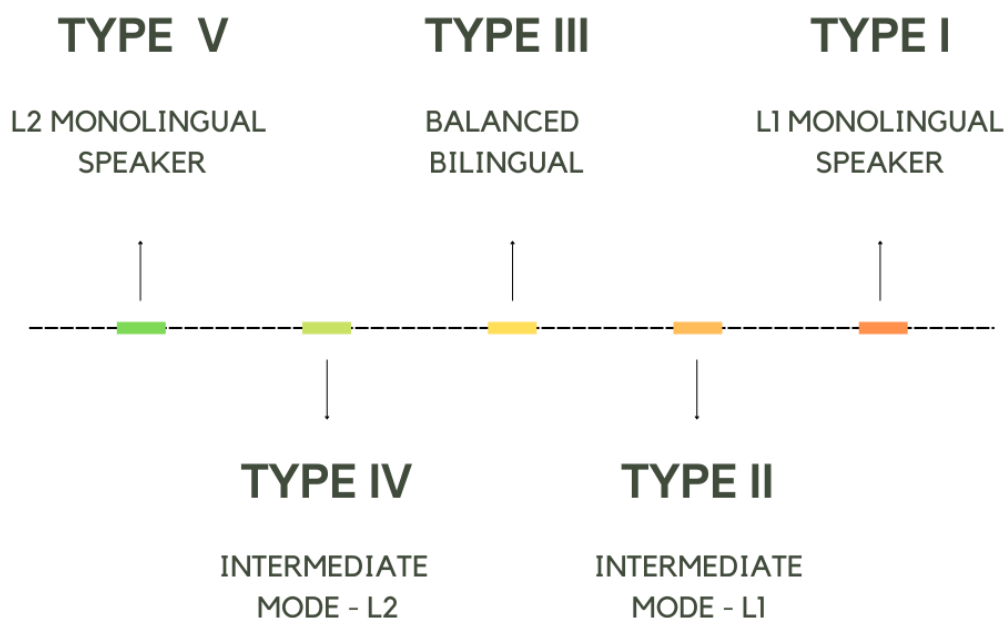 TYPE V
L2 MONOLINGUAL
SPEAKER
TYPE III
BALANCED
BILINGUAL
TYPE I
L1 MONOLINGUAL
SPEAKER
TYPE IV
INTERMEDIATE
MODE - L2
TYPE II
INTERMEDIATE
MODE - L1